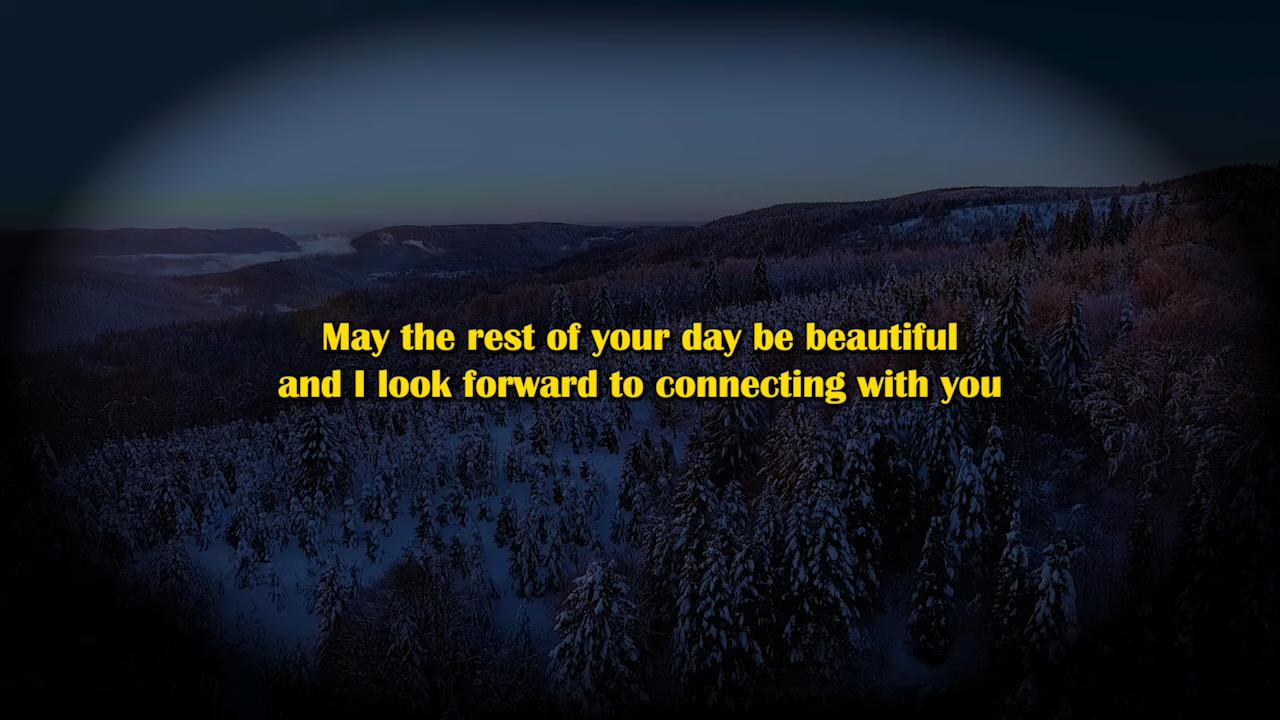 May the rest of your day be beautiful
and I look forward to connecting with you